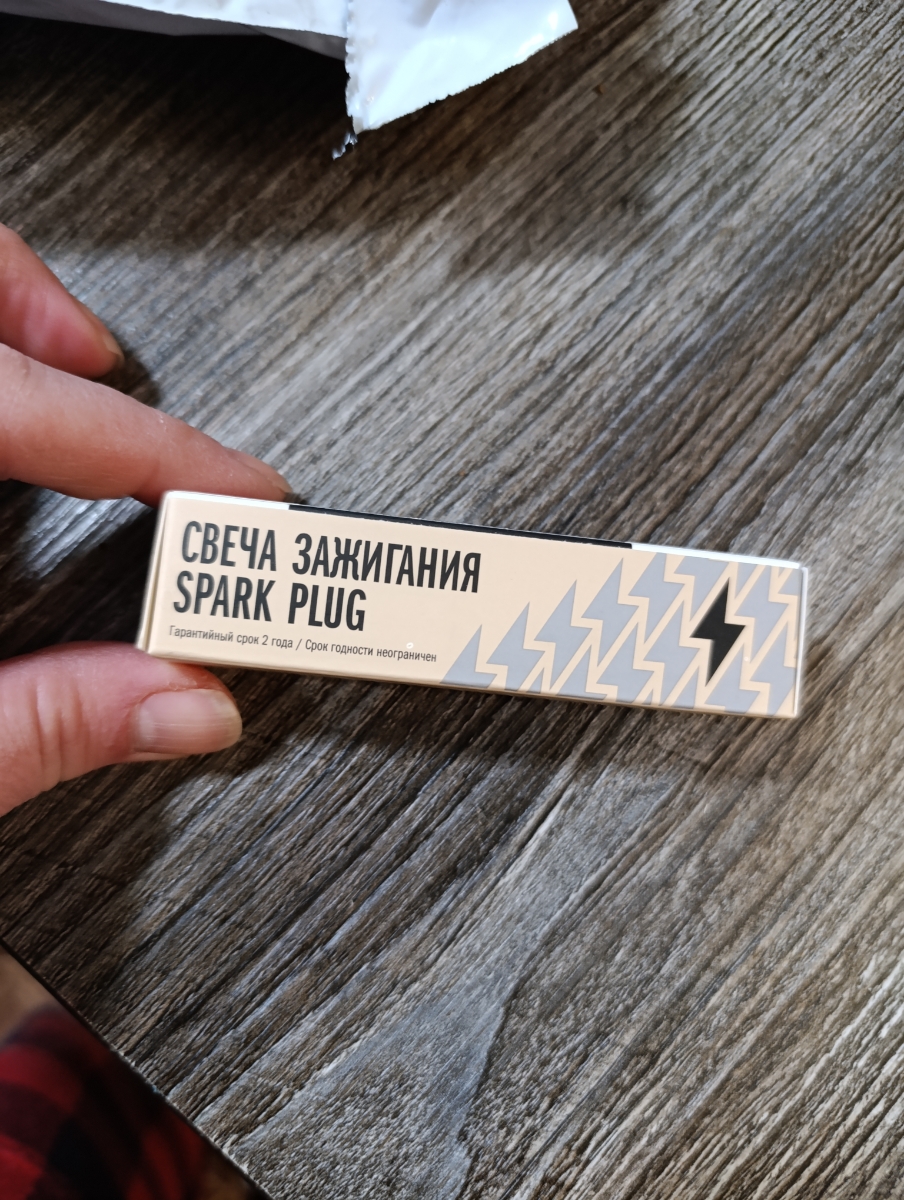 СВЕЧА ЗАЖИГАНИЯ
SPARK PLUG
Гарантийный срок 2 года / Срок годности неограничен